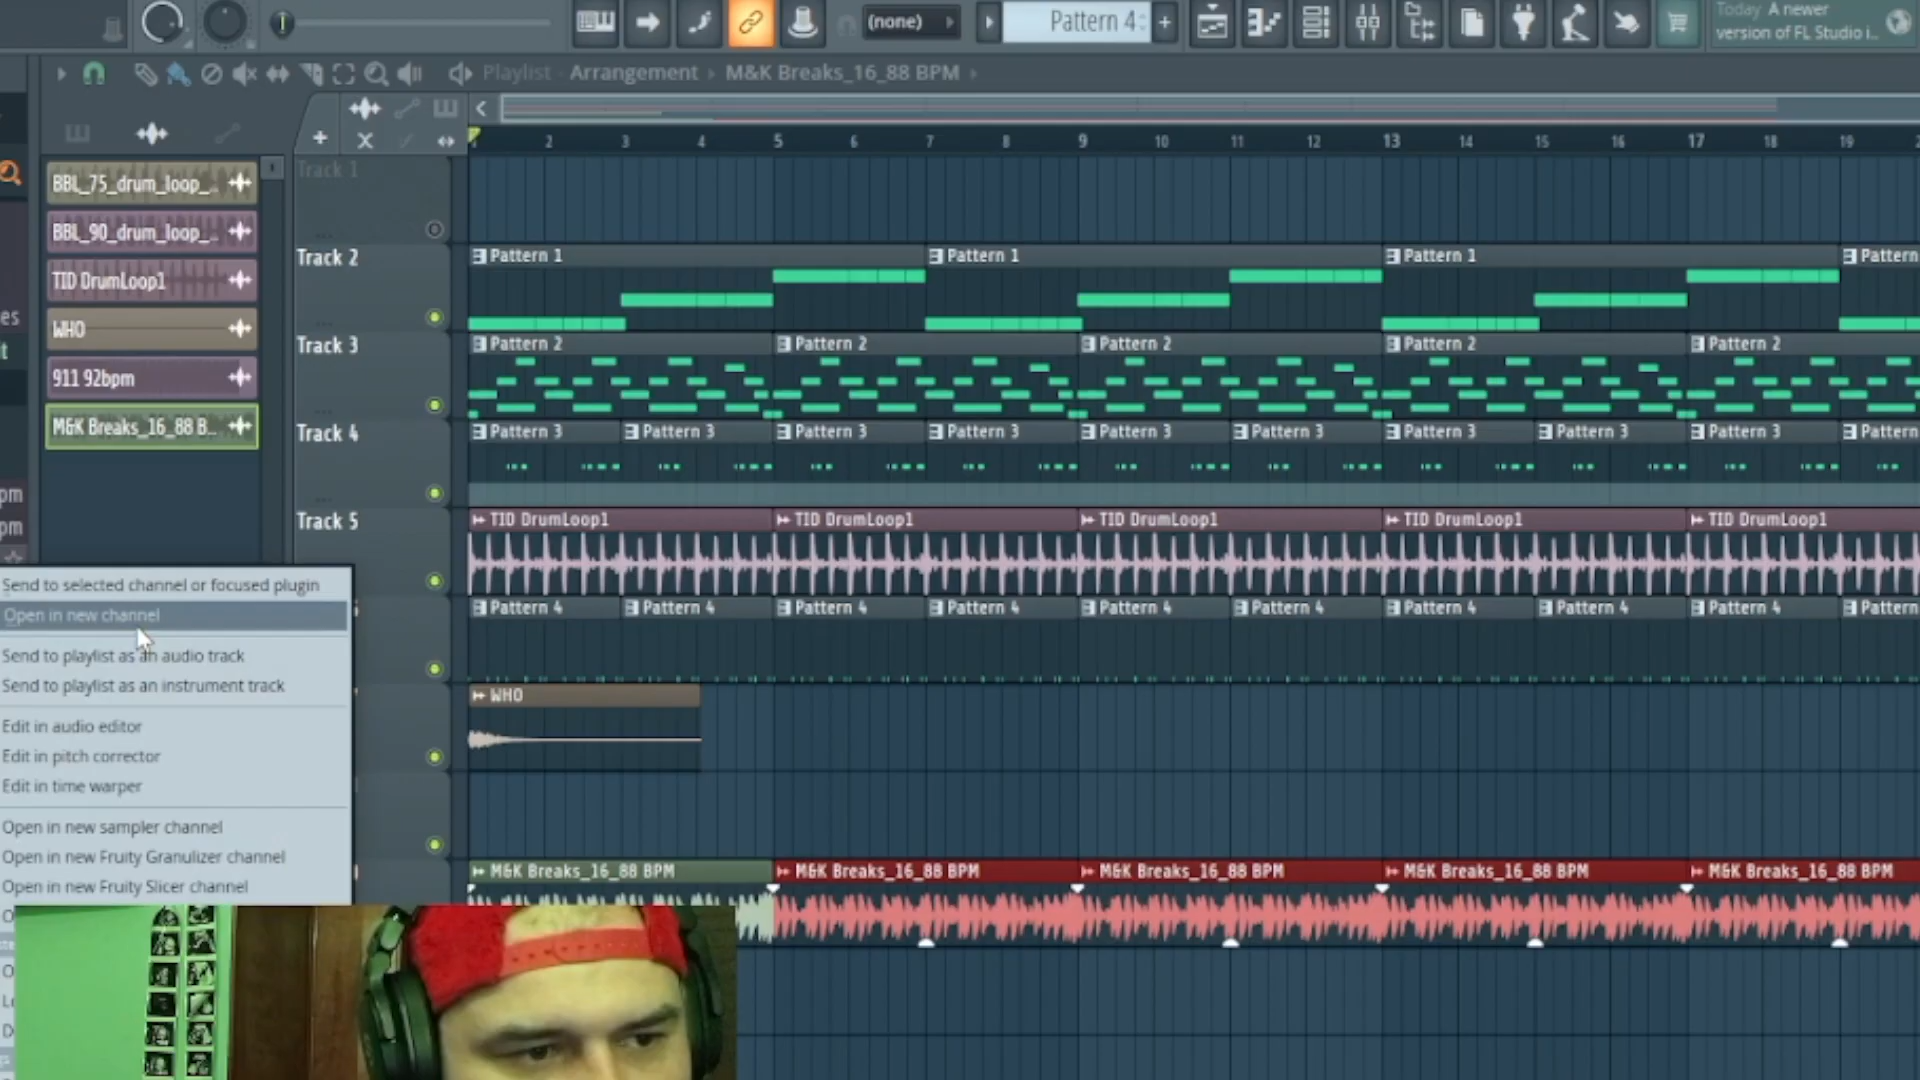 (none)
Pattern 4
Today A newer
version of FL Studio i...
Playlist Arrangement M&K Breaks_16_88 BPM
2 3 4 5 6 7 8 9 10 11 12 13 14 15 16 17 18 19
BBL_75_drum_loop_...
BBL_90_drum_loop_...
TID DrumLoop1
WHO
911 92bpm
M&K Breaks_16_88 B...
Track 1
Track 2
Pattern 1 Pattern 1 Pattern 1 Pattern
Track 3
Pattern 2 Pattern 2 Pattern 2 Pattern 2 Pattern 2
Track 4
Pattern 3 Pattern 3 Pattern 3 Pattern 3 Pattern 3 Pattern 3 Pattern 3 Pattern 3 Pattern 3 Pattern
Track 5
TID DrumLoop1 TID DrumLoop1 TID DrumLoop1 TID DrumLoop1 TID DrumLoop1
Pattern 4 Pattern 4 Pattern 4 Pattern 4 Pattern 4 Pattern 4 Pattern 4 Pattern 4 Pattern 4 Pattern
WHO
M&K Breaks_16_88 BPM M&K Breaks_16_88 BPM M&K Breaks_16_88 BPM M&K Breaks_16_88 BPM M&K Breaks_16_88 BPM
es
pm
pm
Send to selected channel or focused plugin
Open in new channel
Send to playlist as an audio track
Send to playlist as an instrument track
Edit in audio editor
Edit in pitch corrector
Edit in time warper
Open in new sampler channel
Open in new Fruity Granulizer channel
Open in new Fruity Slicer channel